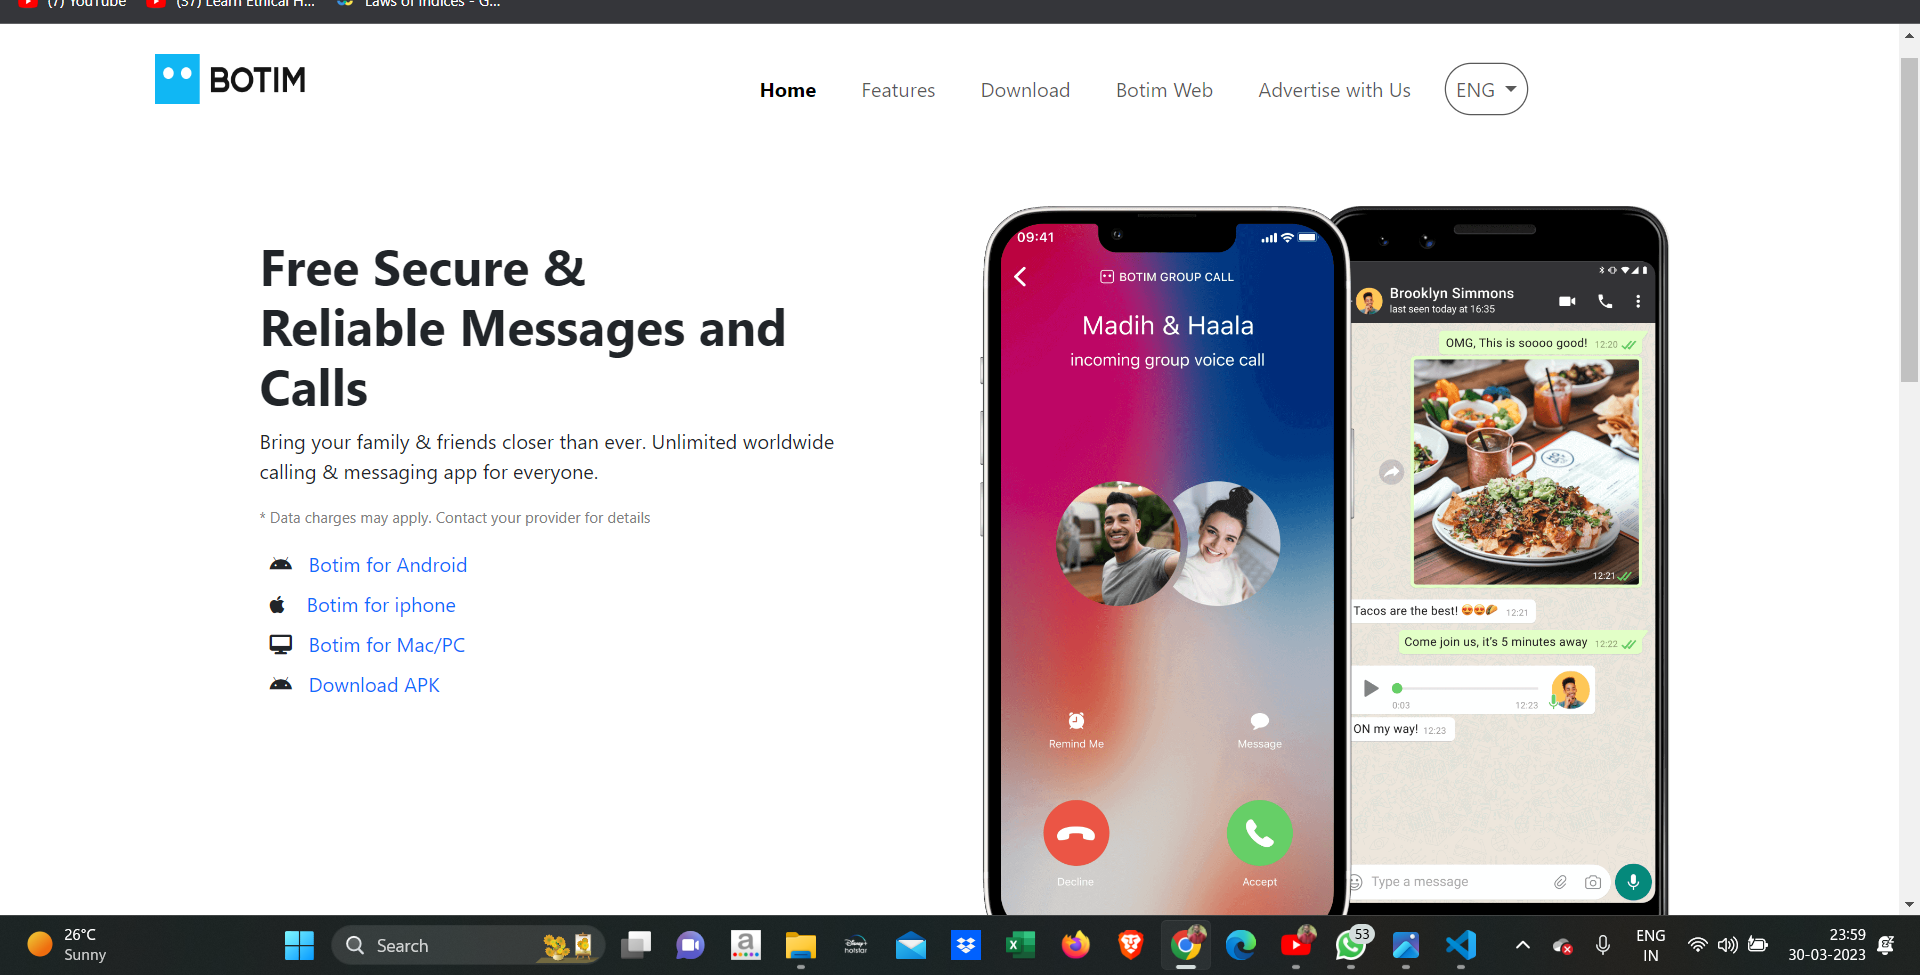 (7) YouTube
(37) Learn Ethical H...
Laws of Indices - G...
BOTIM
Home
Features
Download
Botim Web
Advertise with Us
ENG
Free Secure &
Reliable Messages and
Calls
Bring your family & friends closer than ever. Unlimited worldwide
calling & messaging app for everyone.
* Data charges may apply. Contact your provider for details
Botim for Android
Botim for iphone
Botim for Mac/PC
Download APK
09:41
BOTIM GROUP CALL
Madih & Haala
incoming group voice call
Remind Me
Message
Decline
Accept
Brooklyn Simmons
last seen today at 16:35
OMG, This is soooo good! 12:20
12:21
Tacos are the best! 😍😍🌮 12:21
Come join us, it's 5 minutes away 12:22
0:03
12:23
ON my way! 12:23
Type a message
26°C
Sunny
Search
a
Disney+
hotstar
53
ENG
IN
23:59
30-03-2023